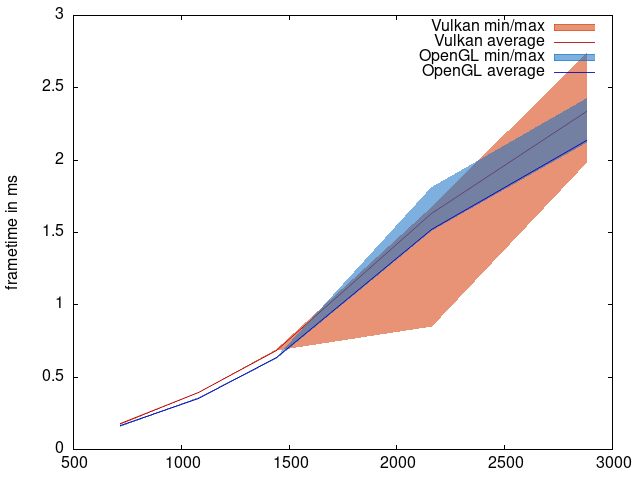 3
2.5
2
1.5
1
0.5
0
500
1000
1500
2000
2500
3000
frametime in ms
Vulkan min/max
Vulkan average
OpenGL min/max
OpenGL average